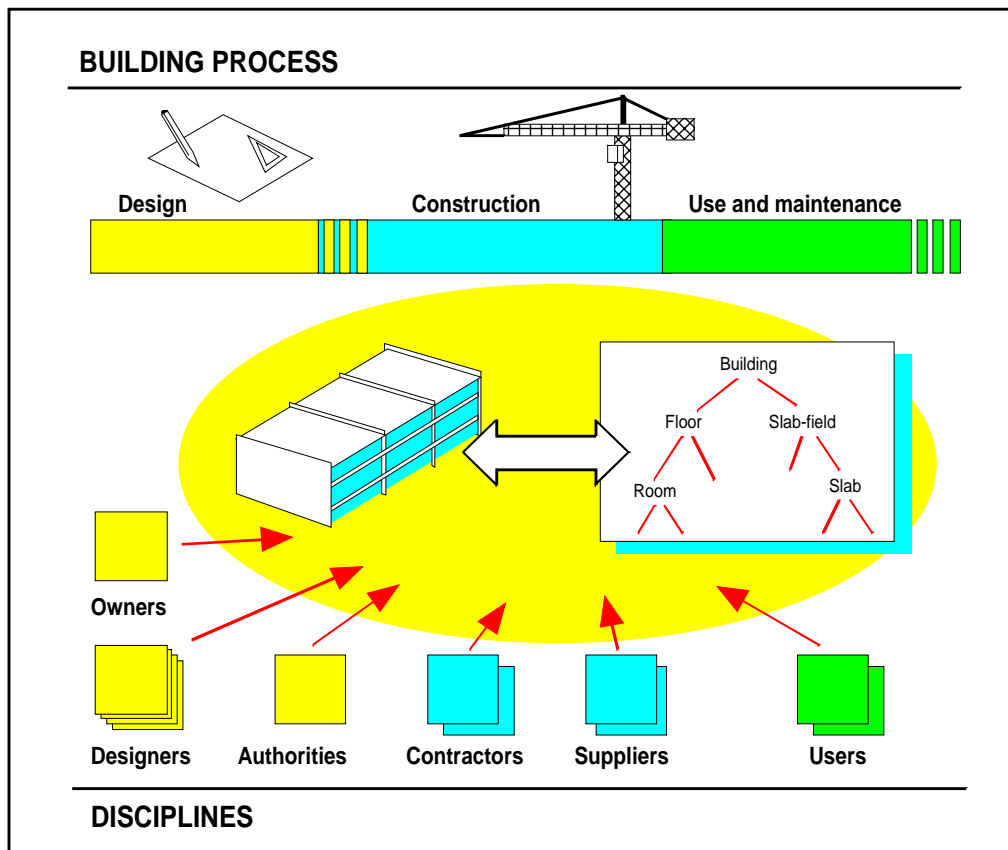 BUILDING PROCESS
Design
Construction
Use and maintenance
Building
Floor
Slab-field
Room
Slab
Owners
Designers
Authorities
Contractors
Suppliers
Users
DISCIPLINES